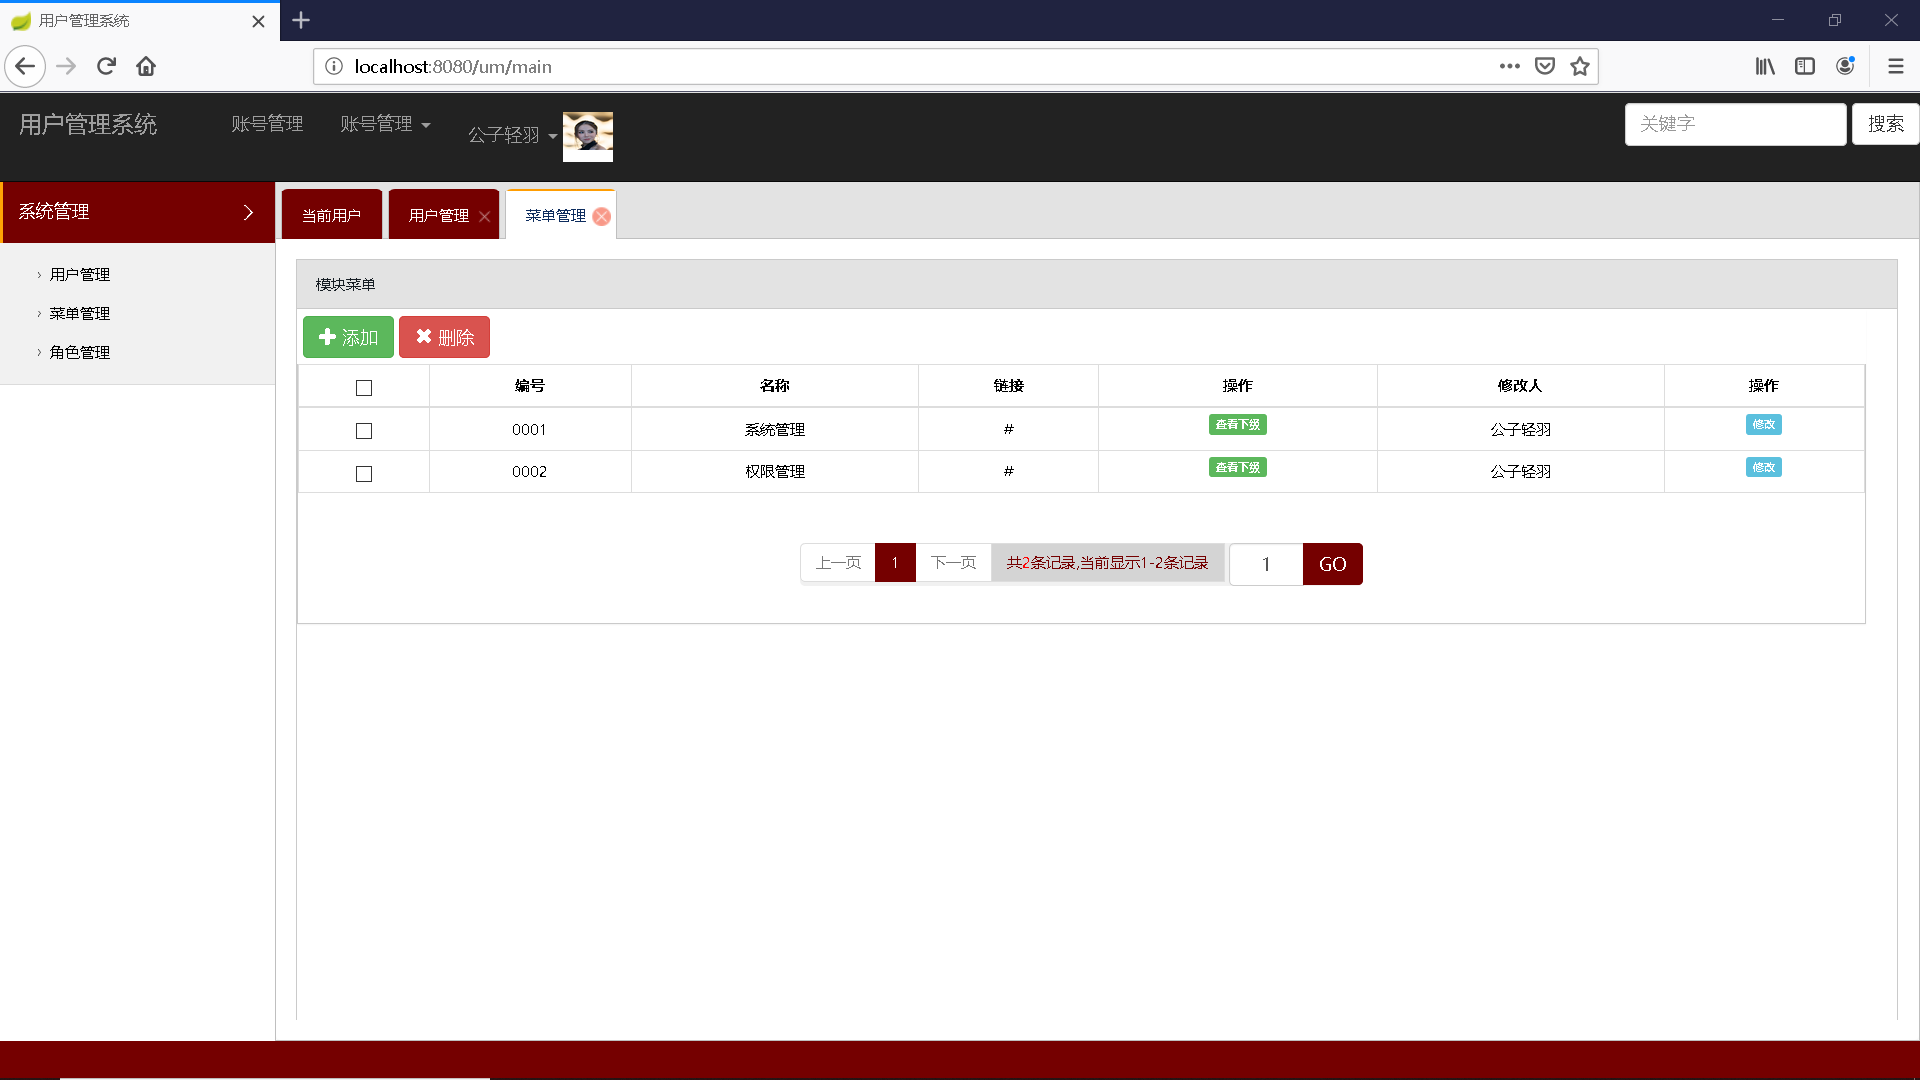 用户管理系统
localhost:8080/um/main
用户管理系统 账号管理 账号管理 公子轻羽 关键字 搜索
系统管理
用户管理
菜单管理
角色管理
当前用户 用户管理 菜单管理
模块菜单
添加 删除
编号 名称 链接 操作 修改人 操作
0001 系统管理 # 查看下级 公子轻羽 修改
0002 权限管理 # 查看下级 公子轻羽 修改
上一页 1 下一页 共2条记录,当前显示1-2条记录 1 GO